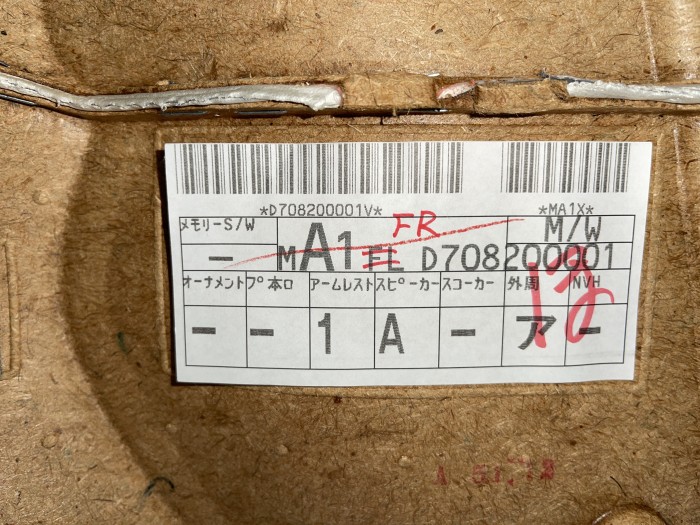 *D708200001V* *MA1X*
FR
メモリーS/W M/W
- MA1 FL D708200001
オーナメント プ 本ロ アームレスト スピーカー スコーカー 外周 NVH
- - 1 A - ア -